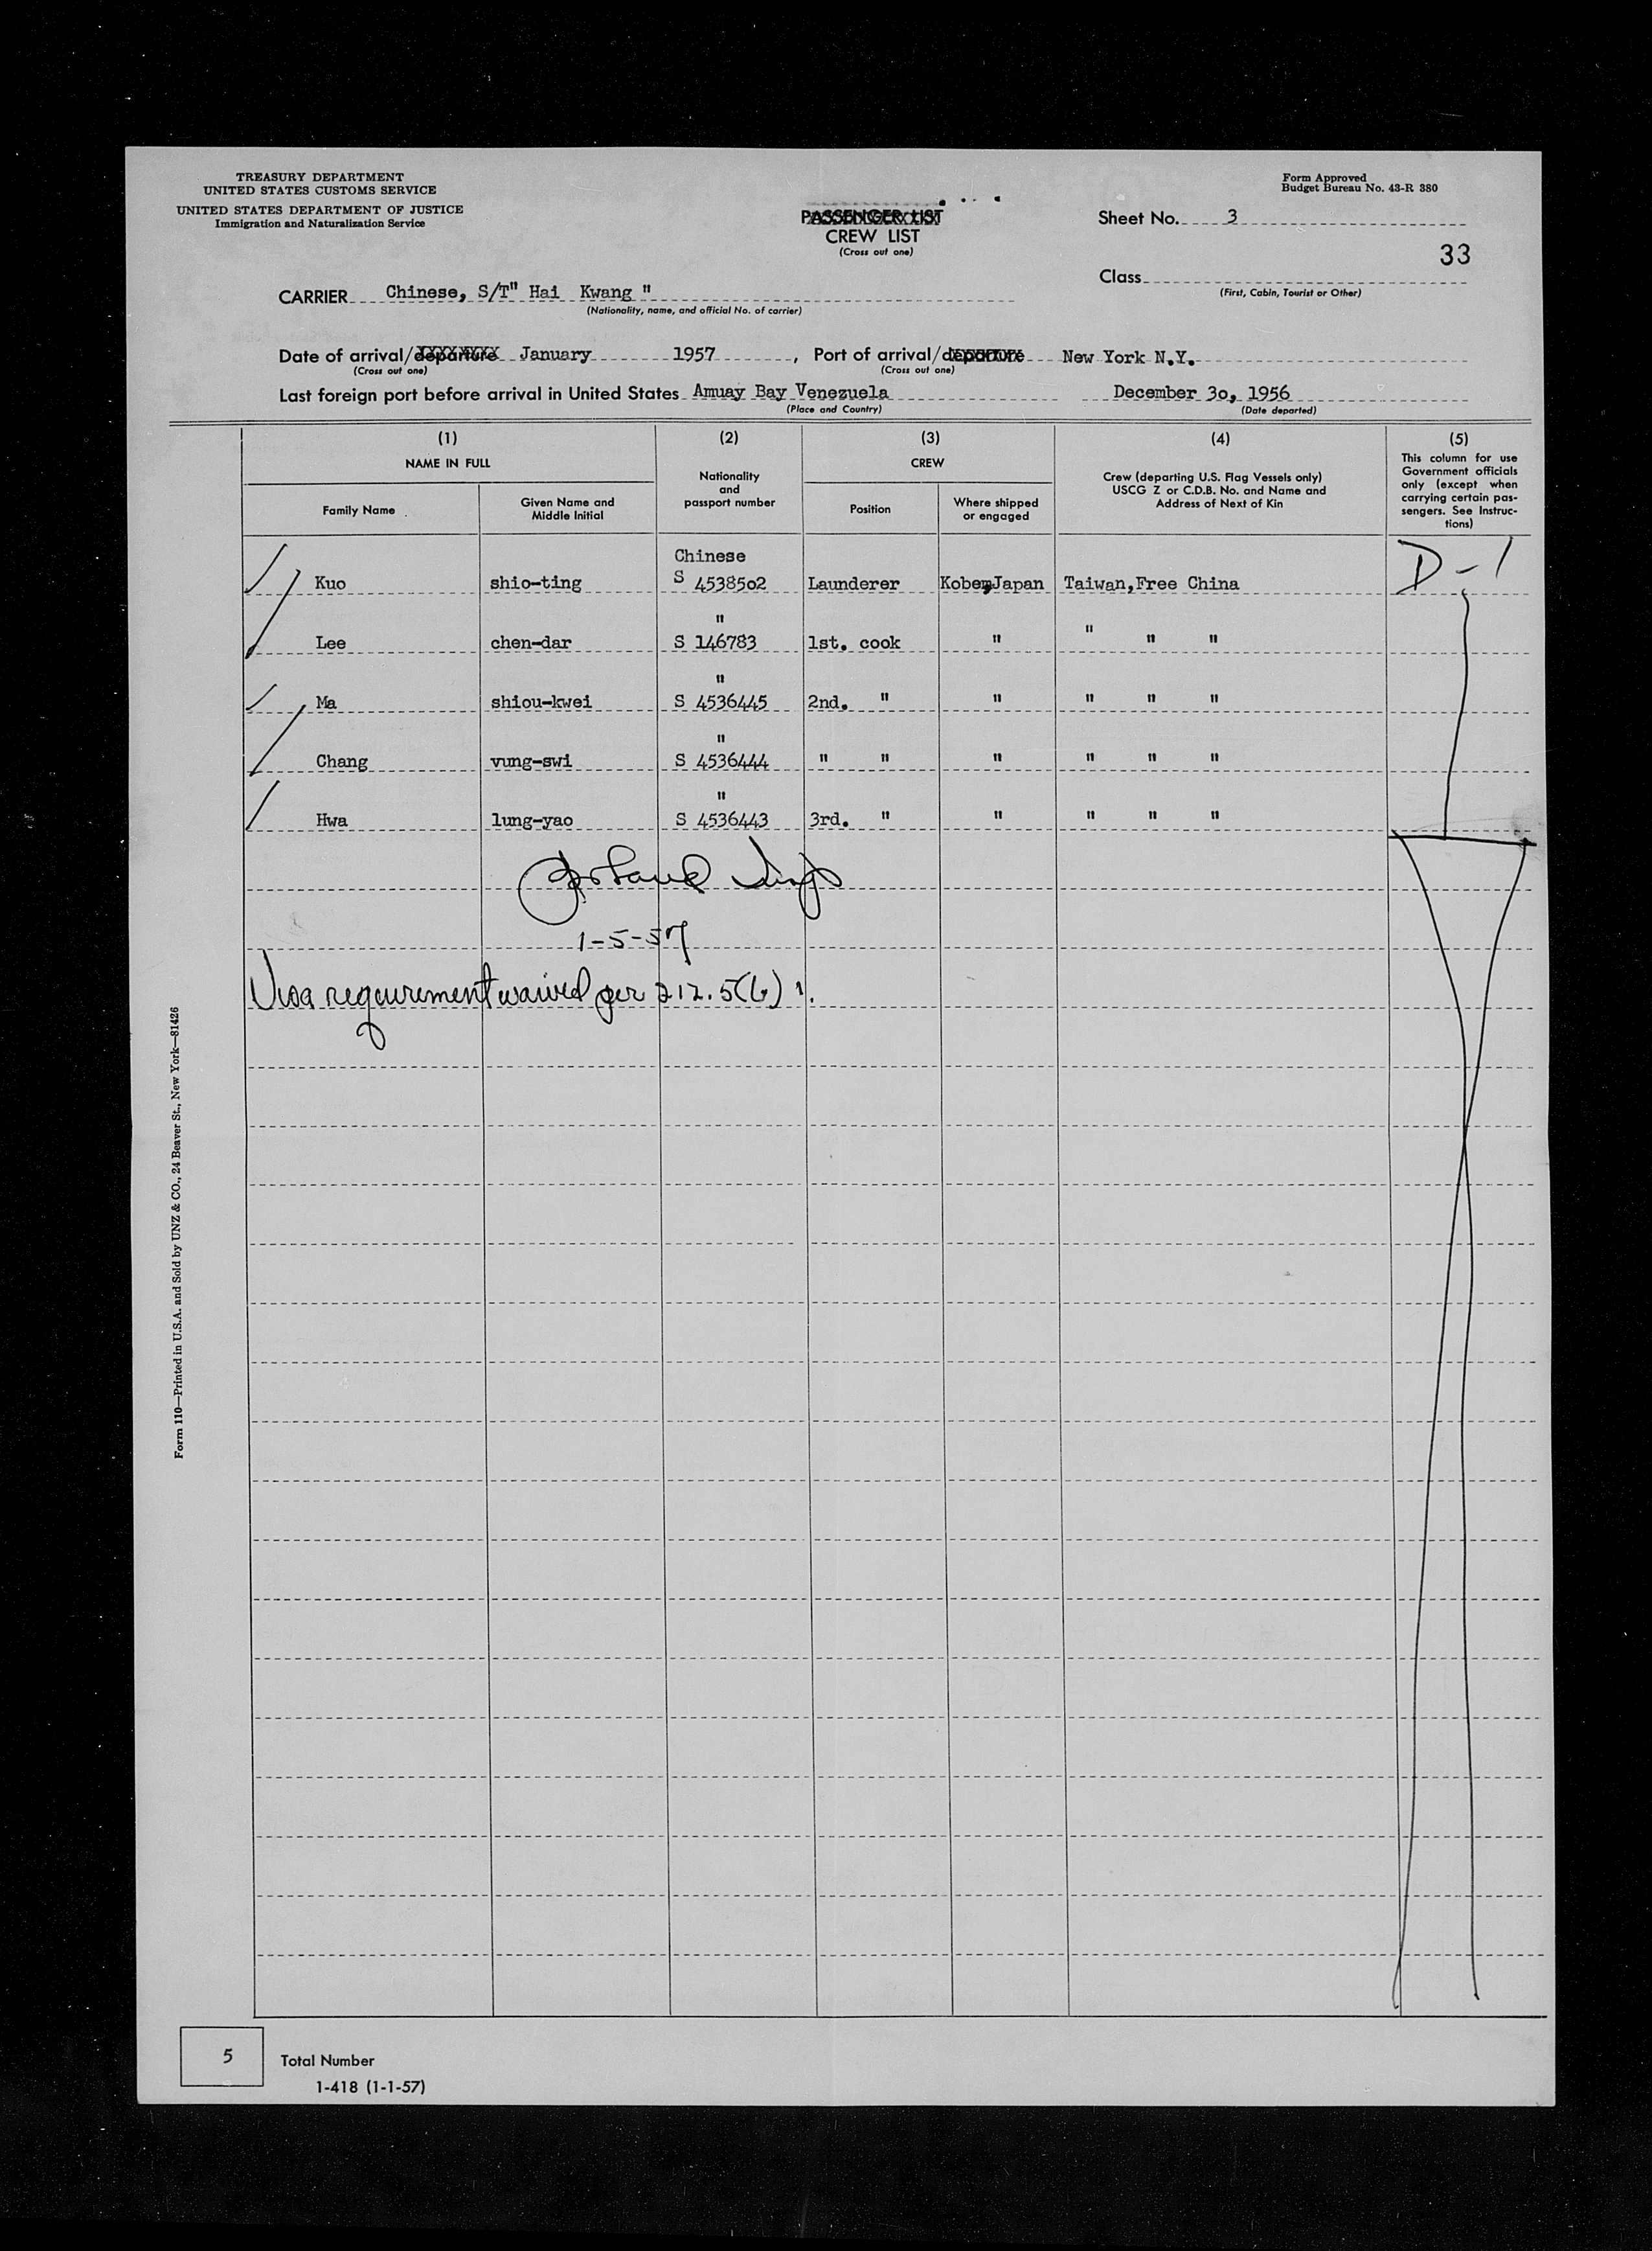 TREASURY DEPARTMENT
UNITED STATES CUSTOMS SERVICE
UNITED STATES DEPARTMENT OF JUSTICE
Immigration and Naturalization Service
PASSENGER LIST
CREW LIST
(Cross out one)
Form Approved
Budget Bureau No. 43-R 380
Sheet No. 3
33
Class
(First, Cabin, Tourist or Other)
CARRIER Chinese, S/T" Hai Kwang "
(Nationality, name, and official No. of carrier)
Date of arrival/departure January 1957, Port of arrival/departure New York N.Y.
(Cross out one) (Cross out one)
Last foreign port before arrival in United States Amuay Bay Venezuela December 3o, 1956
(Place and Country) (Date departed)
(1) (2) (3) (4) (5)
NAME IN FULL
Family Name
Given Name and
Middle Initial
Nationality
and
passport number
CREW
Position
Where shipped
or engaged
Crew (departing U.S. Flag Vessels only)
USCG Z or C.D.B. No. and Name and
Address of Next of Kin
This column for use
Government officials
only (except when
carrying certain pas-
sengers. See Instruc-
tions)
Chinese
Kuo shio-ting S 45385o2 Launderer Kobe,Japan Taiwan,Free China D-1
"
Lee chen-dar S 146783 1st. cook " " " "
"
Ma shiou-kwei S 4536445 2nd. " " " " "
"
Chang vung-swi S 4536444 " " " " " "
"
Hwa lung-yao S 4536443 3rd. " " " " "
1-5-57
Visa requirement waived per 212.5(b) 1.
Form 110—Printed in U.S.A. and Sold by UNZ & CO., 24 Beaver St., New York—81426
5 Total Number
1-418 (1-1-57)